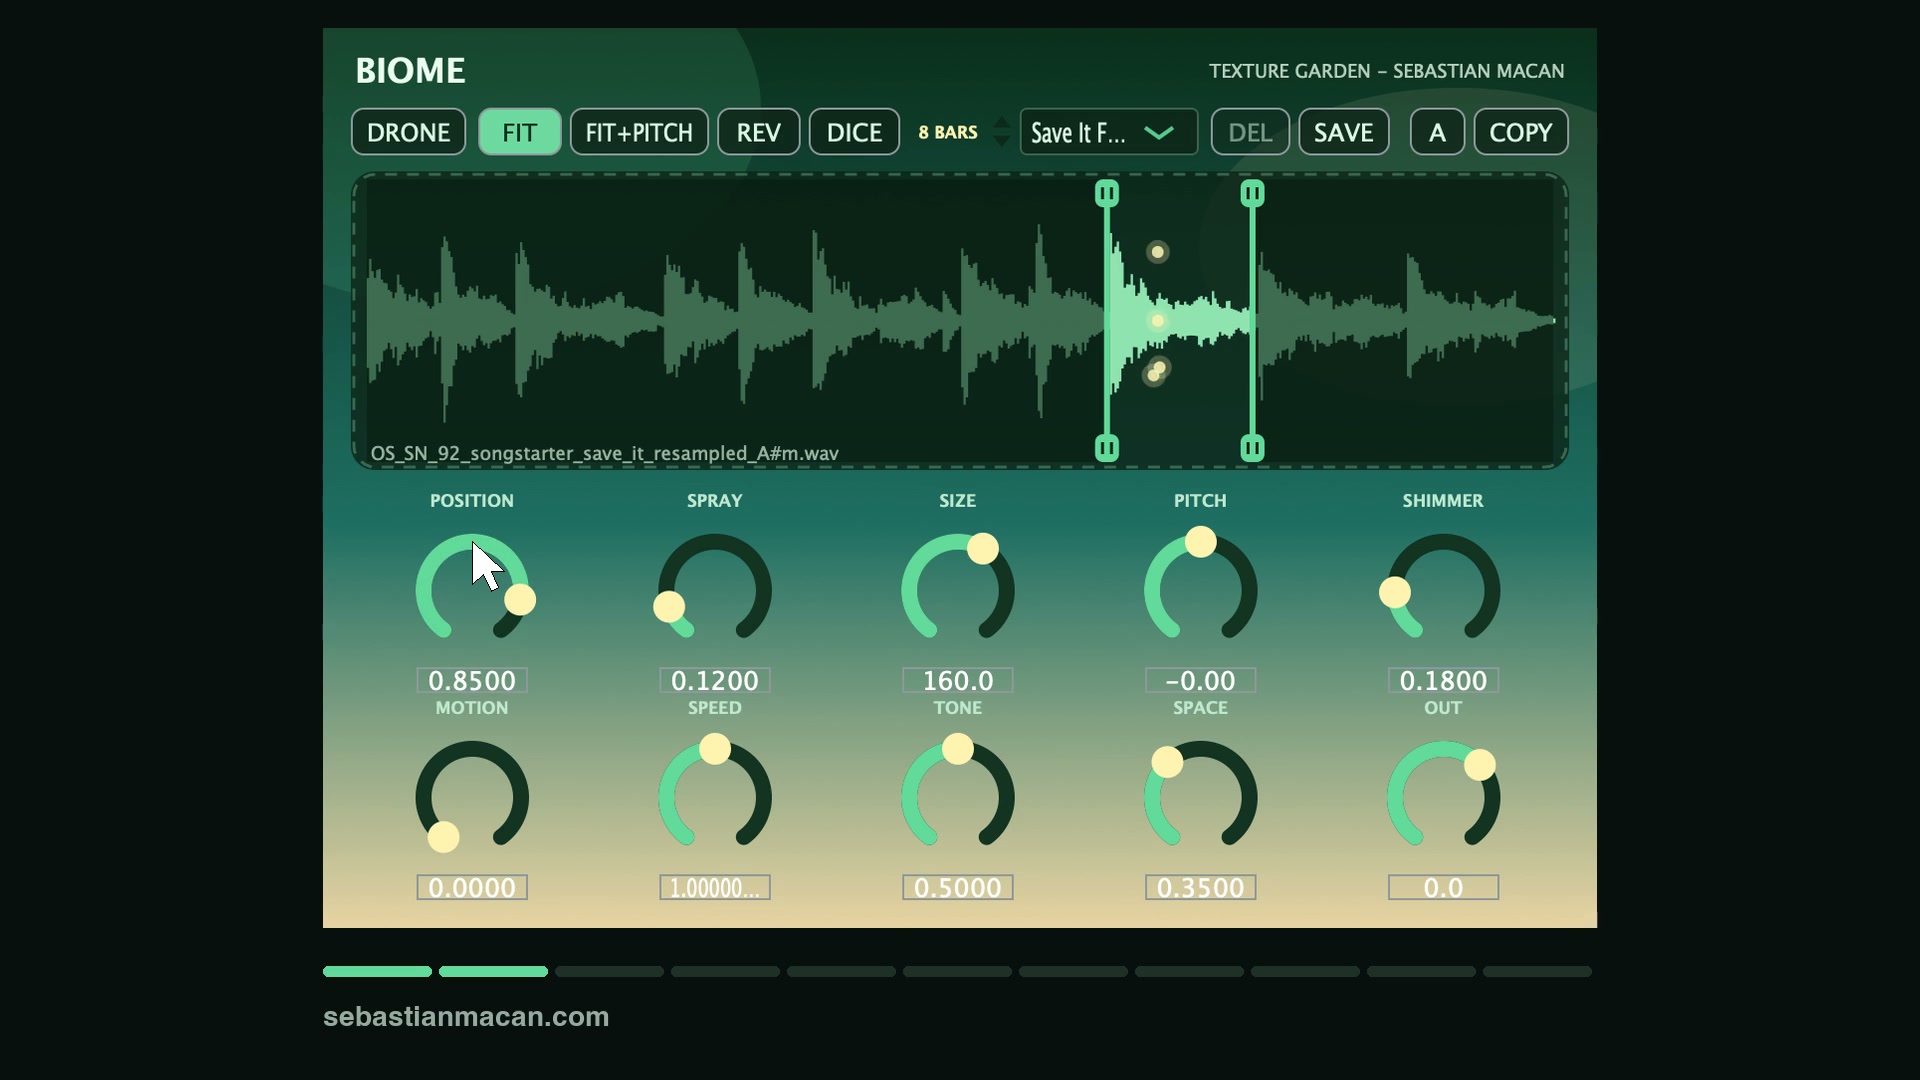 BIOME
TEXTURE GARDEN – SEBASTIAN MACAN
DRONE FIT FIT+PITCH REV DICE 8 BARS Save It F... DEL SAVE A COPY
OS_SN_92_songstarter_save_it_resampled_A#m.wav
POSITION SPRAY SIZE PITCH SHIMMER
0.8500 0.1200 160.0 -0.00 0.1800
MOTION SPEED TONE SPACE OUT
0.0000 1.00000... 0.5000 0.3500 0.0
sebastianmacan.com